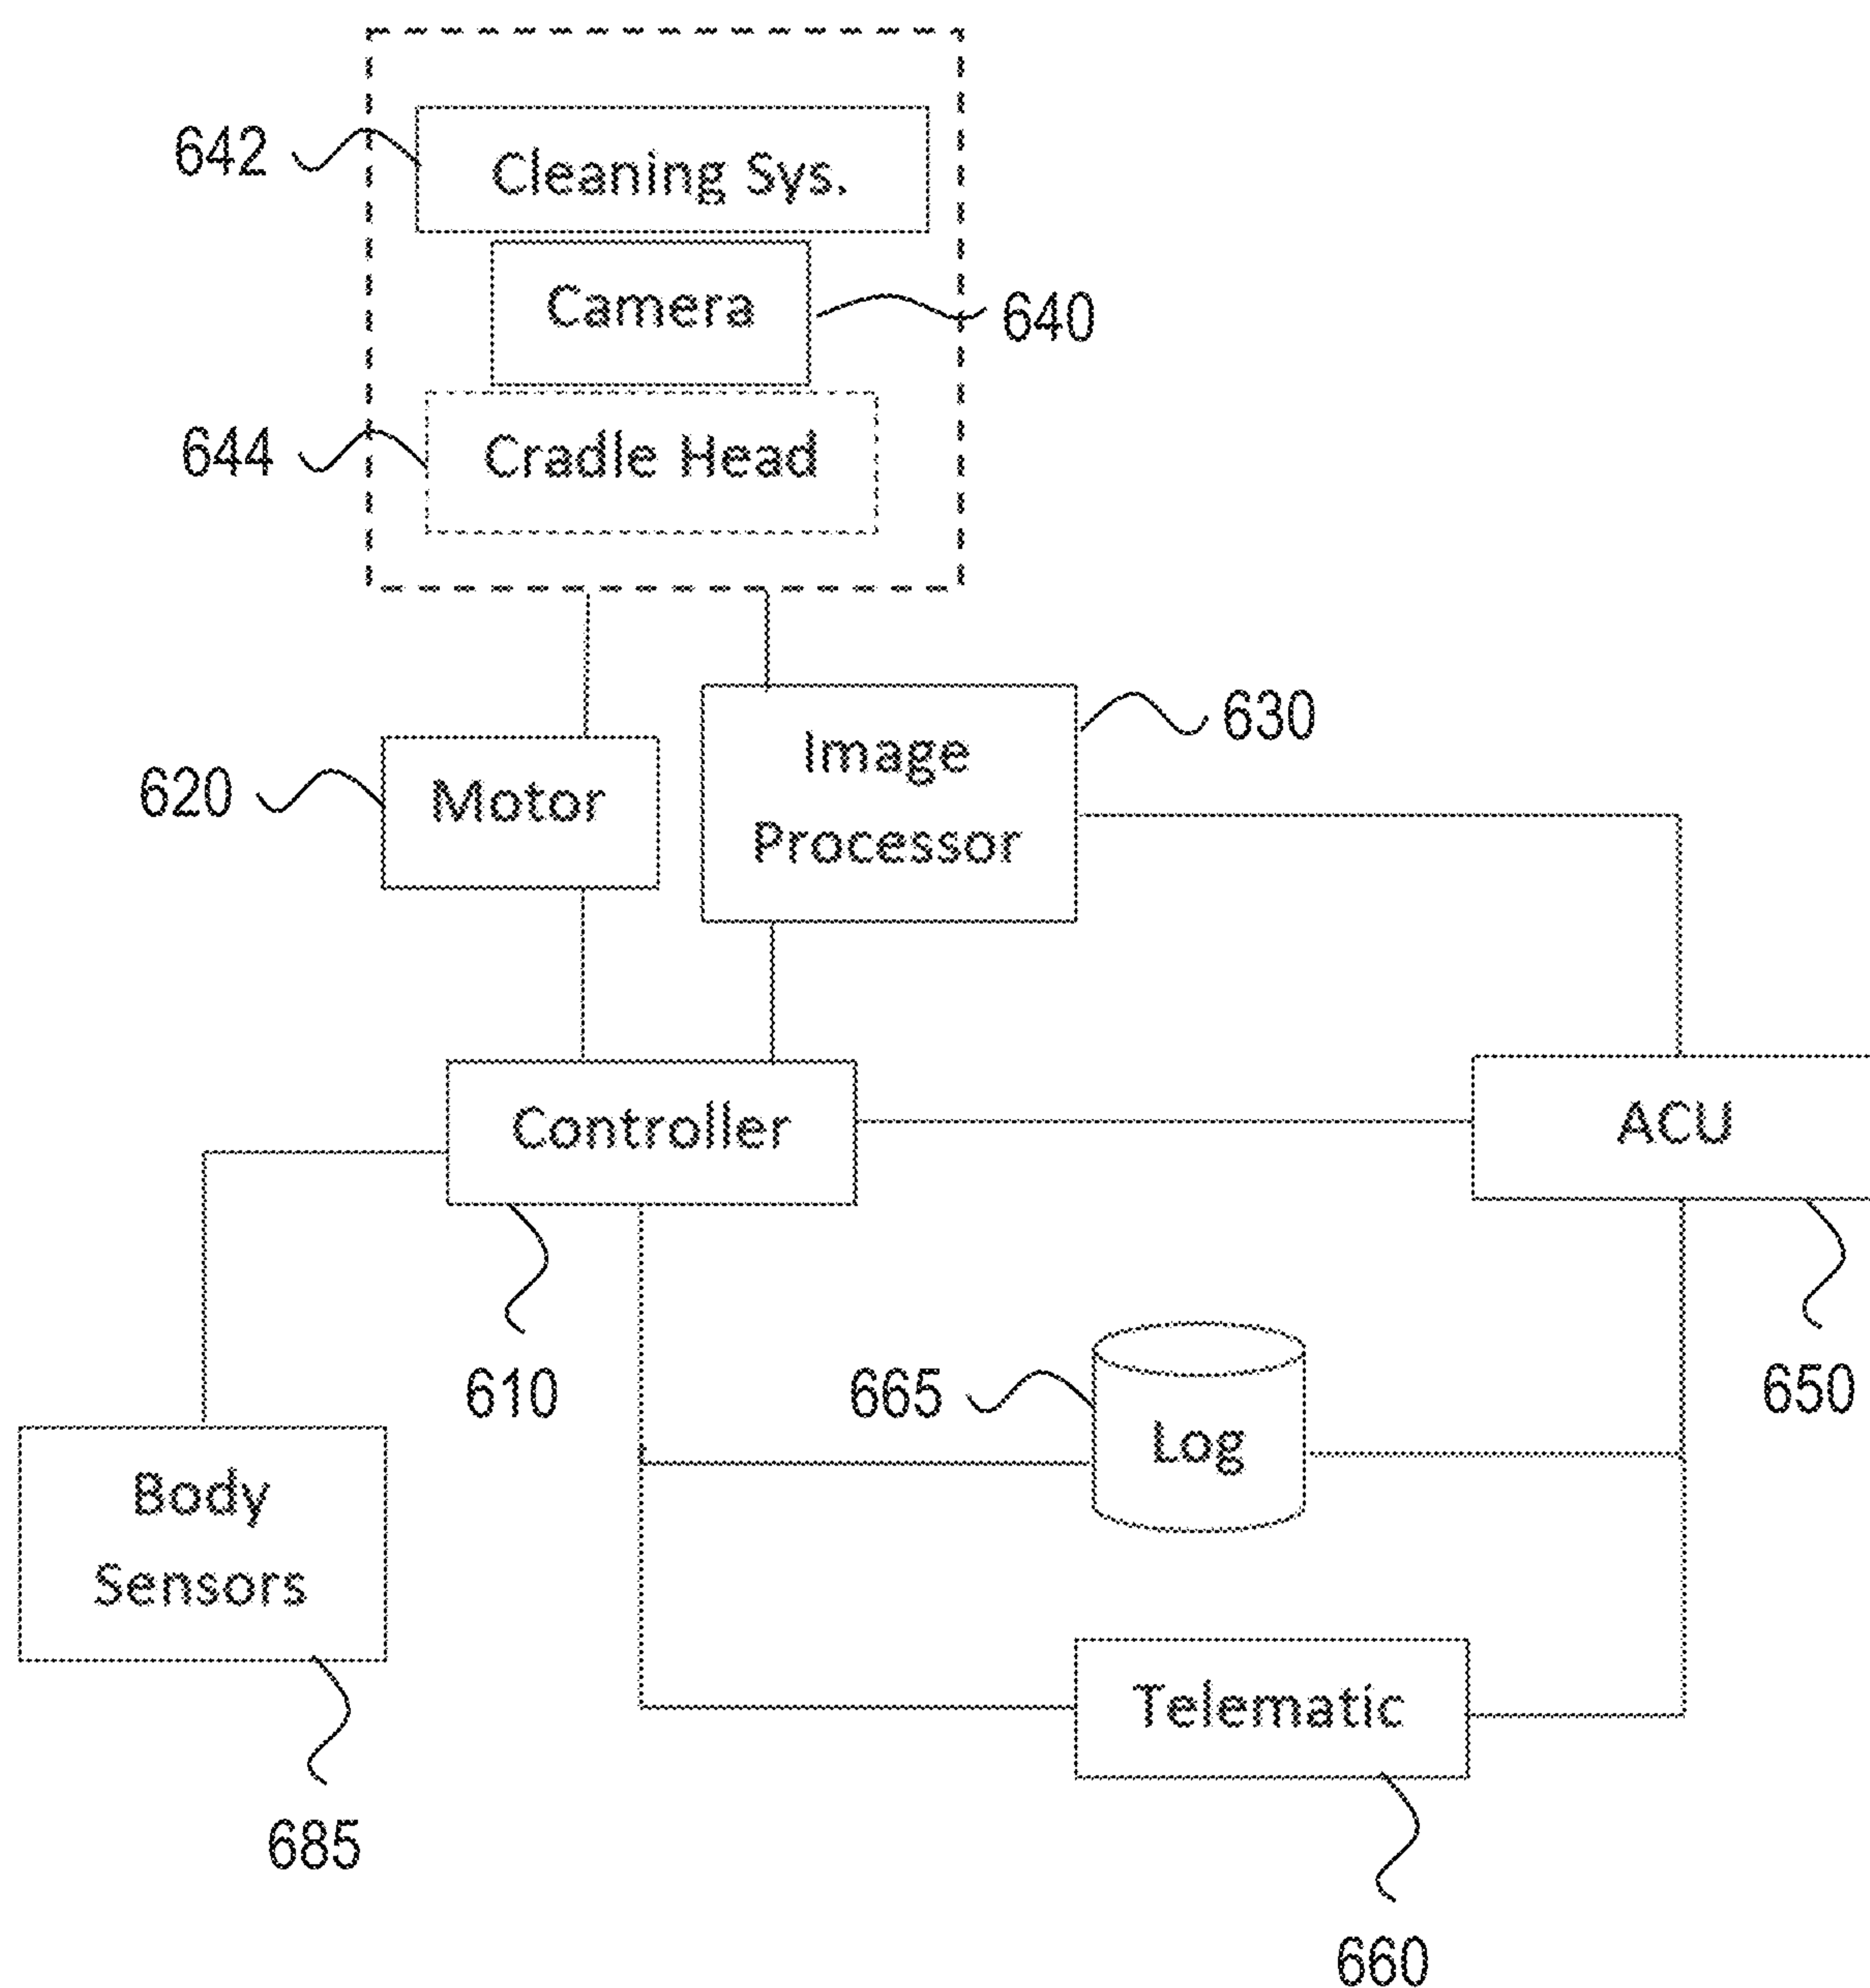 642
Cleaning Sys.
Camera
640
644
Cradle Head
630
Image
Processor
620
Motor
Controller
ACU
610
665
Log
650
Body
Sensors
Telematic
685
660